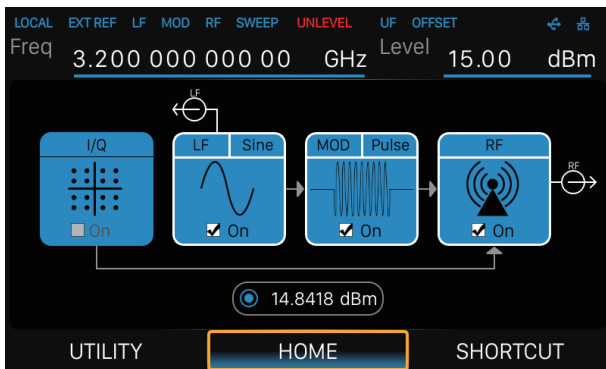 LOCAL EXT REF LF MOD RF SWEEP UNLEVEL UF OFFSET
Freq 3.200 000 000 00 GHz Level 15.00 dBm
LF
I/Q LF Sine MOD Pulse RF
RF
On On On On
14.8418 dBm
UTILITY HOME SHORTCUT